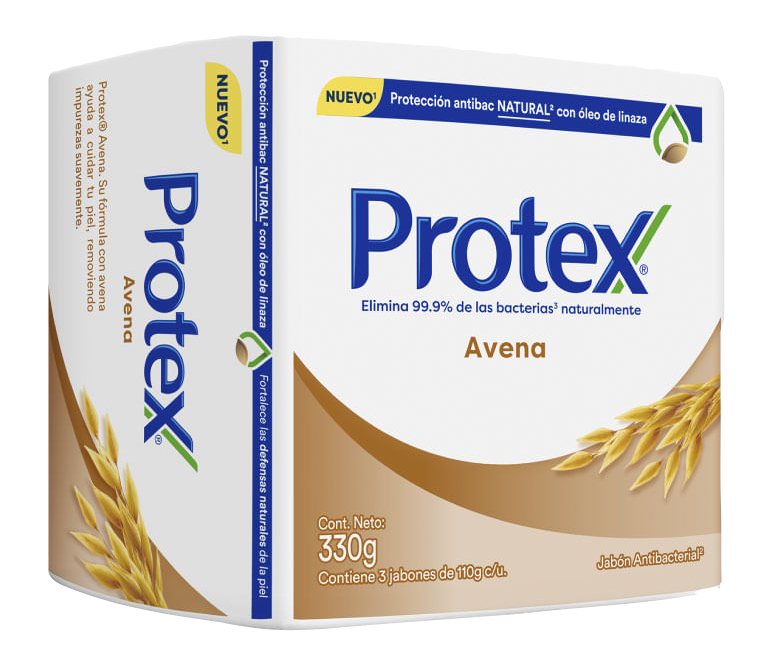 NUEVO¹
Protección antibac NATURAL² con óleo de linaza
Protex®
Elimina 99.9% de las bacterias³ naturalmente
Avena
Cont. Neto:
330g
Contiene 3 jabones de 110g c/u.
Jabón Antibacterial²
Protección antibac NATURAL² con óleo de linaza
Fortalece las defensas naturales de la piel
NUEVO¹
Protex®
Avena
Protex® Avena. Su fórmula con avena
ayuda a cuidar tu piel, removiendo
impurezas suavemente.